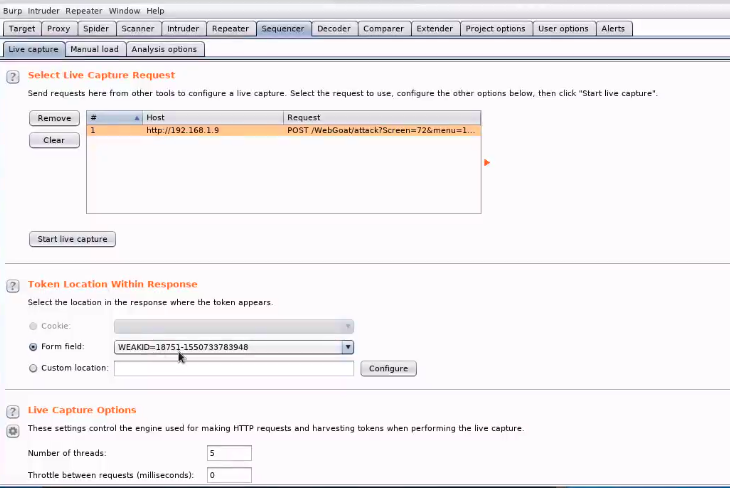 Burp Intruder Repeater Window Help
Target Proxy Spider Scanner Intruder Repeater Sequencer Decoder Comparer Extender Project options User options Alerts
Live capture Manual load Analysis options
? Select Live Capture Request
Send requests here from other tools to configure a live capture. Select the request to use, configure the other options below, then click "Start live capture".
Remove # Host Request
1 http://192.168.1.9 POST /WebGoat/attack?Screen=72&menu=1...
Clear
Start live capture
? Token Location Within Response
Select the location in the response where the token appears.
Cookie:
Form field: WEAKID=18751-1550733783948
Custom location: Configure
? Live Capture Options
These settings control the engine used for making HTTP requests and harvesting tokens when performing the live capture.
Number of threads: 5
Throttle between requests (milliseconds): 0